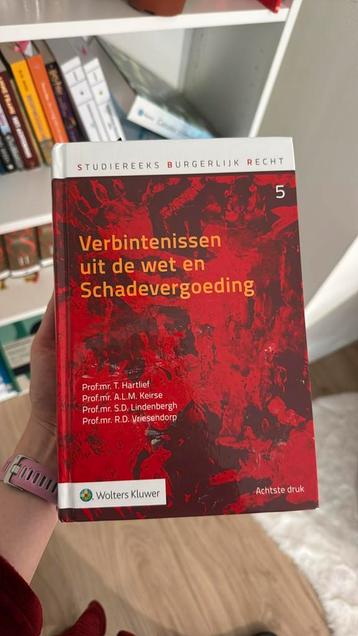 STUDIEREEKS BURGERLIJK RECHT
5
Verbintenissen
uit de wet en
Schadevergoeding
Prof.mr. T. Hartlief
Prof.mr. A.L.M. Keirse
Prof.mr. S.D. Lindenbergh
Prof.mr. R.D. Vriesendorp
Wolters Kluwer
Achtste druk